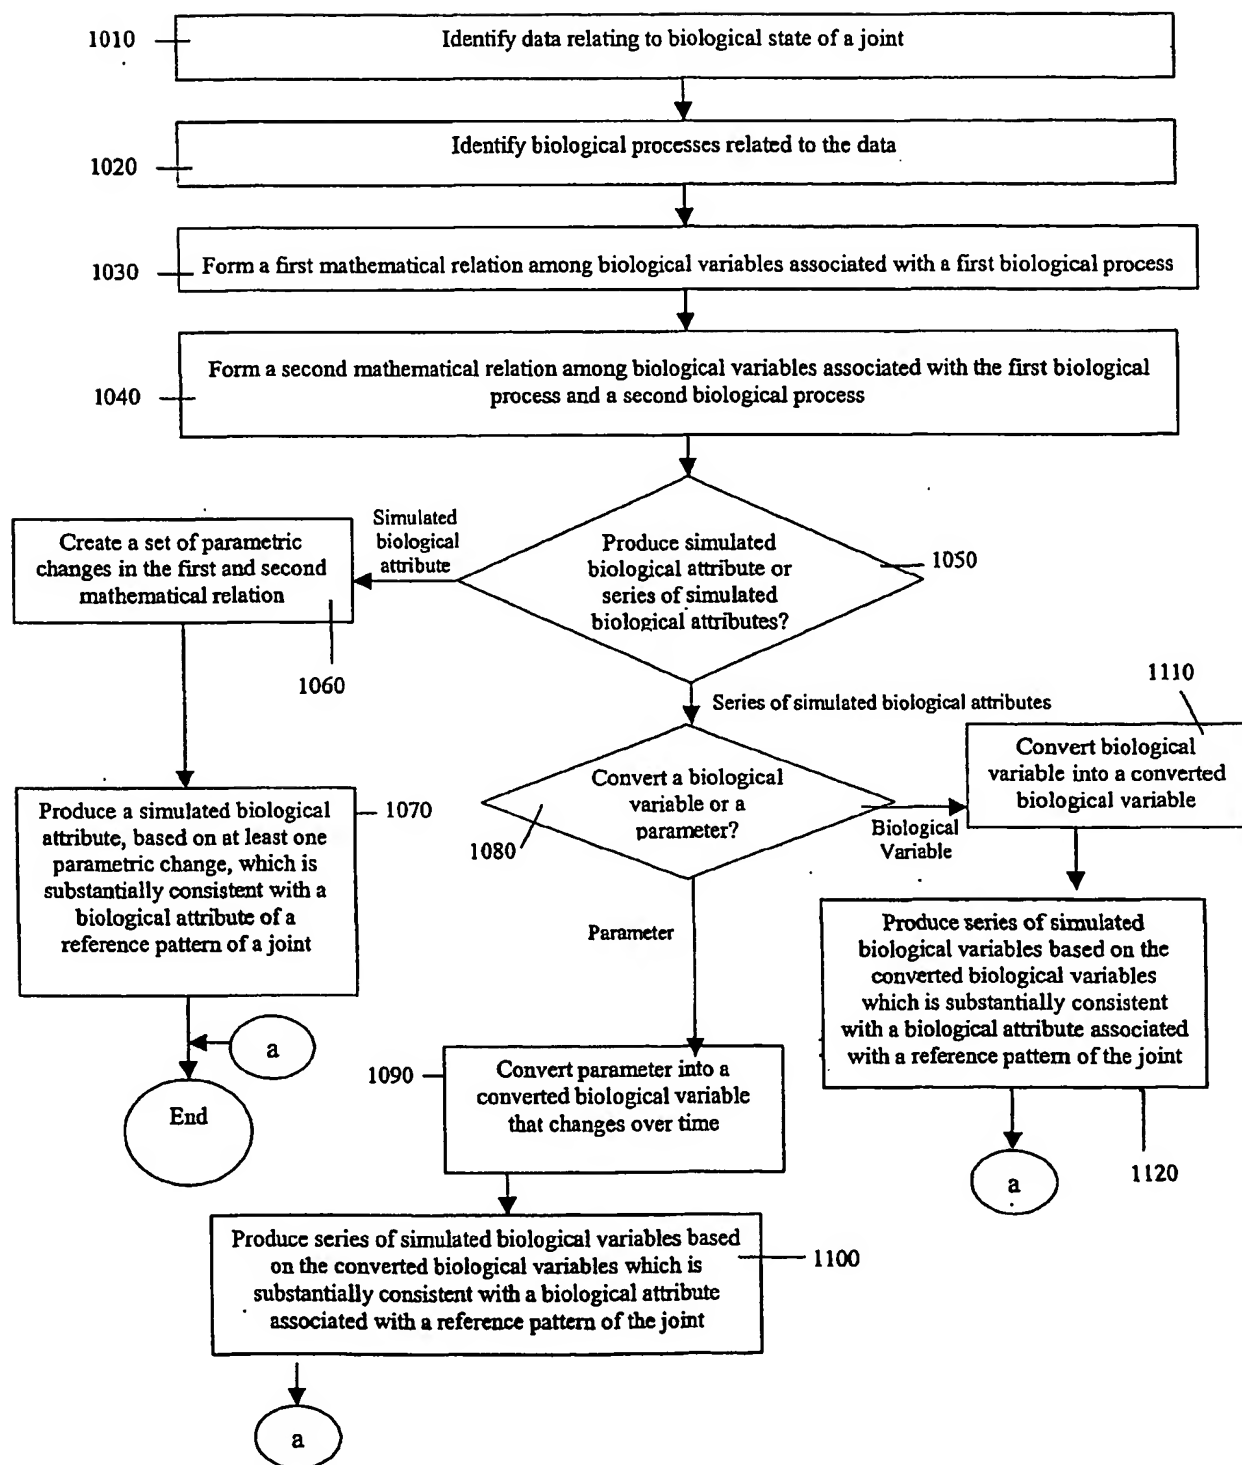 1010
Identify data relating to biological state of a joint
Identify biological processes related to the data
1020
Form a first mathematical relation among biological variables associated with a first biological process
1030
Form a second mathematical relation among biological variables associated with the first biological
process and a second biological process
1040
Simulated
biological
attribute
Create a set of parametric
changes in the first and second
mathematical relation
Produce simulated
biological attribute or
series of simulated
biological attributes?
1050
1060
1110
Series of simulated biological attributes
Convert biological
variable into a converted
biological variable
Convert a biological
variable or a
parameter?
1080
Biological
Variable
Produce a simulated biological
attribute, based on at least one
parametric change, which is
substantially consistent with a
biological attribute of a
reference pattern of a joint
1070
Parameter
Produce series of simulated
biological variables based on the
converted biological variables
which is substantially consistent
with a biological attribute associated
with a reference pattern of the joint
a
End
1090
Convert parameter into a
converted biological variable
that changes over time
a
1120
Produce series of simulated biological variables based
on the converted biological variables which is
substantially consistent with a biological attribute
associated with a reference pattern of the joint
1100
a